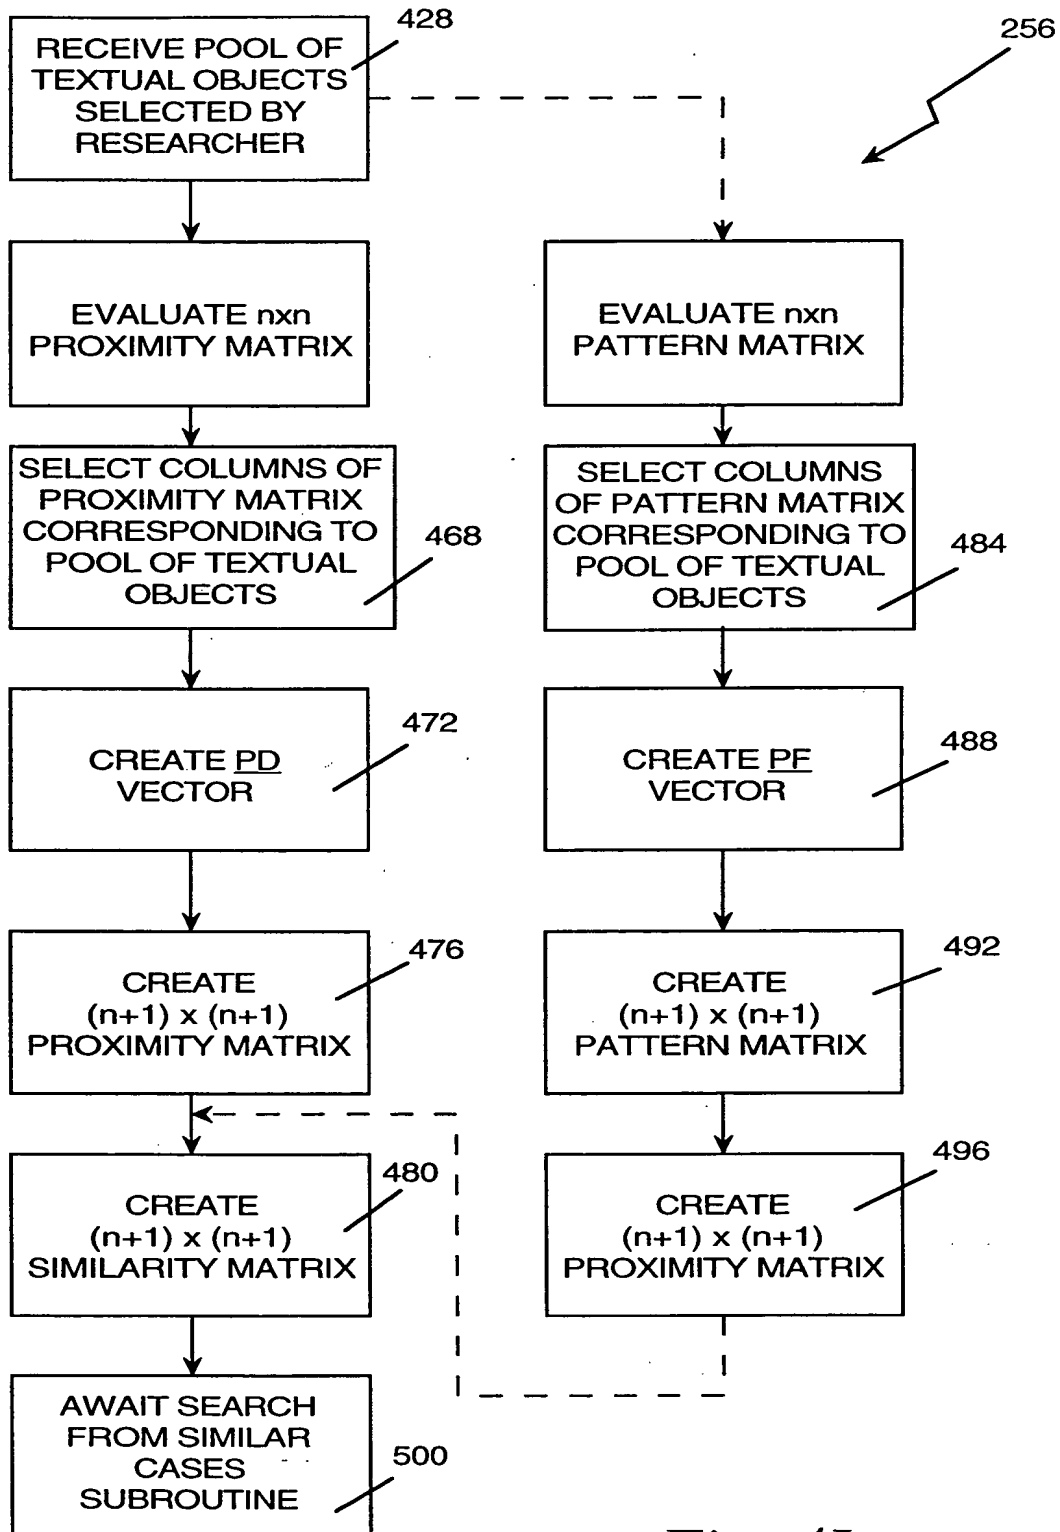 428
256
RECEIVE POOL OF
TEXTUAL OBJECTS
SELECTED BY
RESEARCHER
EVALUATE nxn
PROXIMITY MATRIX
EVALUATE nxn
PATTERN MATRIX
SELECT COLUMNS OF
PROXIMITY MATRIX
CORRESPONDING TO
POOL OF TEXTUAL
OBJECTS
468
SELECT COLUMNS
OF PATTERN MATRIX
CORRESPONDING TO
POOL OF TEXTUAL
OBJECTS
484
CREATE PD
VECTOR
472
CREATE PF
VECTOR
488
CREATE
(n+1) x (n+1)
PROXIMITY MATRIX
476
CREATE
(n+1) x (n+1)
PATTERN MATRIX
492
CREATE
(n+1) x (n+1)
SIMILARITY MATRIX
480
CREATE
(n+1) x (n+1)
PROXIMITY MATRIX
496
AWAIT SEARCH
FROM SIMILAR
CASES
SUBROUTINE
500